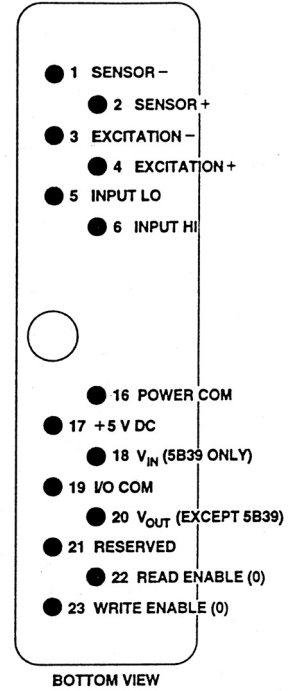 1 SENSOR –
2 SENSOR +
3 EXCITATION –
4 EXCITATION +
5 INPUT LO
6 INPUT HI
16 POWER COM
17 +5 V DC
18 VIN (5B39 ONLY)
19 I/O COM
20 VOUT (EXCEPT 5B39)
21 RESERVED
22 READ ENABLE (0)
23 WRITE ENABLE (0)
BOTTOM VIEW